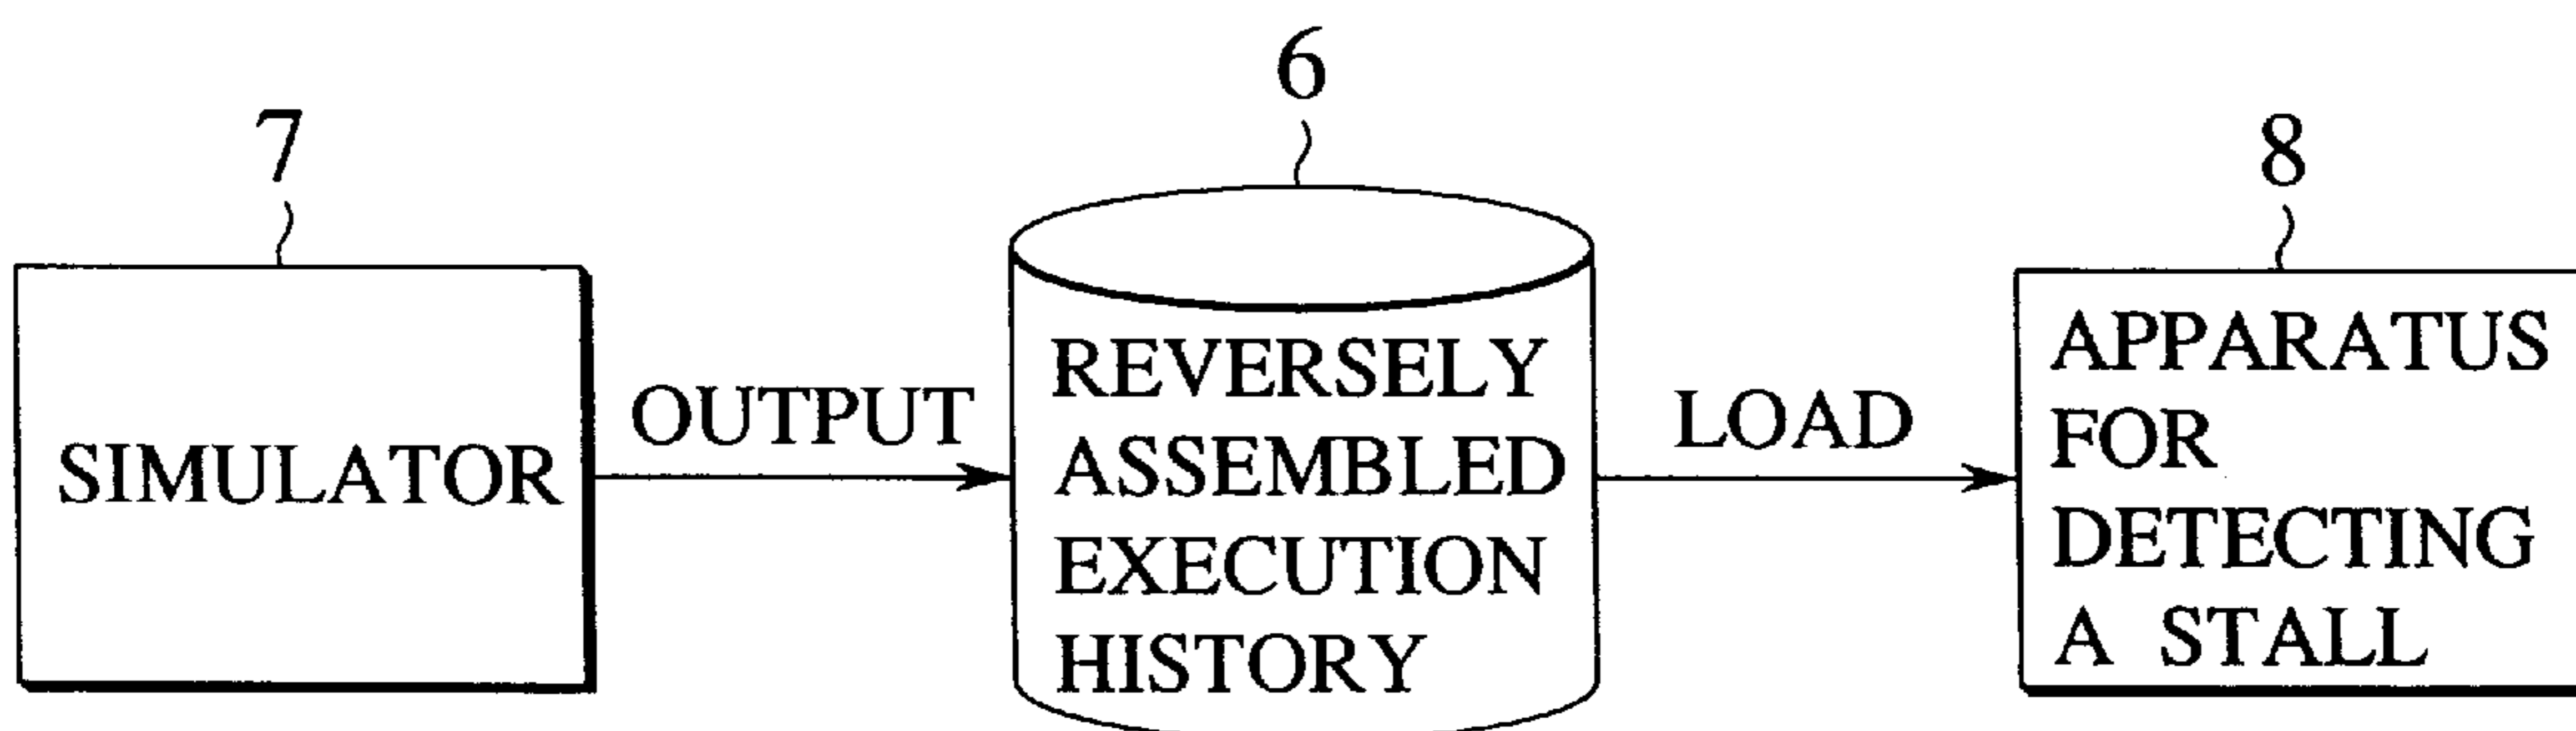 7
SIMULATOR
OUTPUT
6
REVERSELY
ASSEMBLED
EXECUTION
HISTORY
LOAD
8
APPARATUS
FOR
DETECTING
A STALL